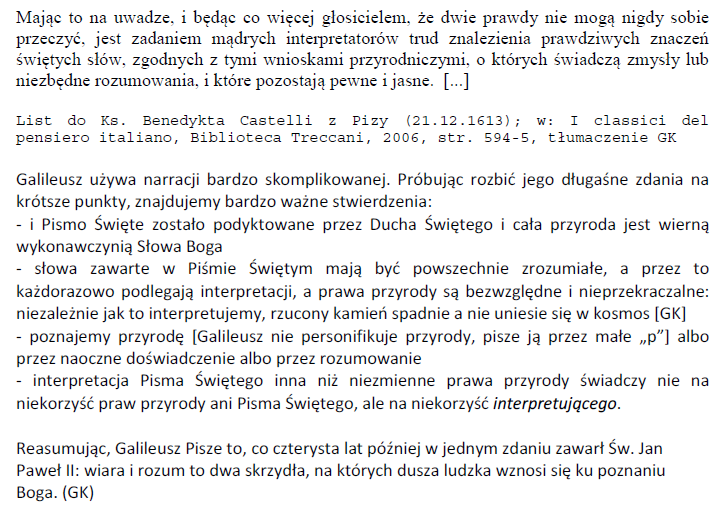 Mając to na uwadze, i będąc co więcej głosicielem, że dwie prawdy nie mogą nigdy sobie
przeczyć, jest zadaniem mądrych interpretatorów trud znalezienia prawdziwych znaczeń
świętych słów, zgodnych z tymi wnioskami przyrodniczymi, o których świadczą zmysły lub
niezbędne rozumowania, i które pozostają pewne i jasne. [...]
List do Ks. Benedykta Castelli z Pizy (21.12.1613); w: I classici del
pensiero italiano, Biblioteca Treccani, 2006, str. 594-5, tłumaczenie GK
Galileusz używa narracji bardzo skomplikowanej. Próbując rozbić jego długaśne zdania na
krótsze punkty, znajdujemy bardzo ważne stwierdzenia:
- i Pismo Święte zostało podyktowane przez Ducha Świętego i cała przyroda jest wierną
wykonawczynią Słowa Boga
- słowa zawarte w Piśmie Świętym mają być powszechnie zrozumiałe, a przez to
każdorazowo podlegają interpretacji, a prawa przyrody są bezwzględne i nieprzekraczalne:
niezależnie jak to interpretujemy, rzucony kamień spadnie a nie uniesie się w kosmos [GK]
- poznajemy przyrodę [Galileusz nie personifikuje przyrody, pisze ją przez małe „p”] albo
przez naoczne doświadczenie albo przez rozumowanie
- interpretacja Pisma Świętego inna niż niezmienne prawa przyrody świadczy nie na
niekorzyść praw przyrody ani Pisma Świętego, ale na niekorzyść interpretującego.
Reasumując, Galileusz Pisze to, co czterysta lat później w jednym zdaniu zawarł Św. Jan
Paweł II: wiara i rozum to dwa skrzydła, na których dusza ludzka wznosi się ku poznaniu
Boga. (GK)